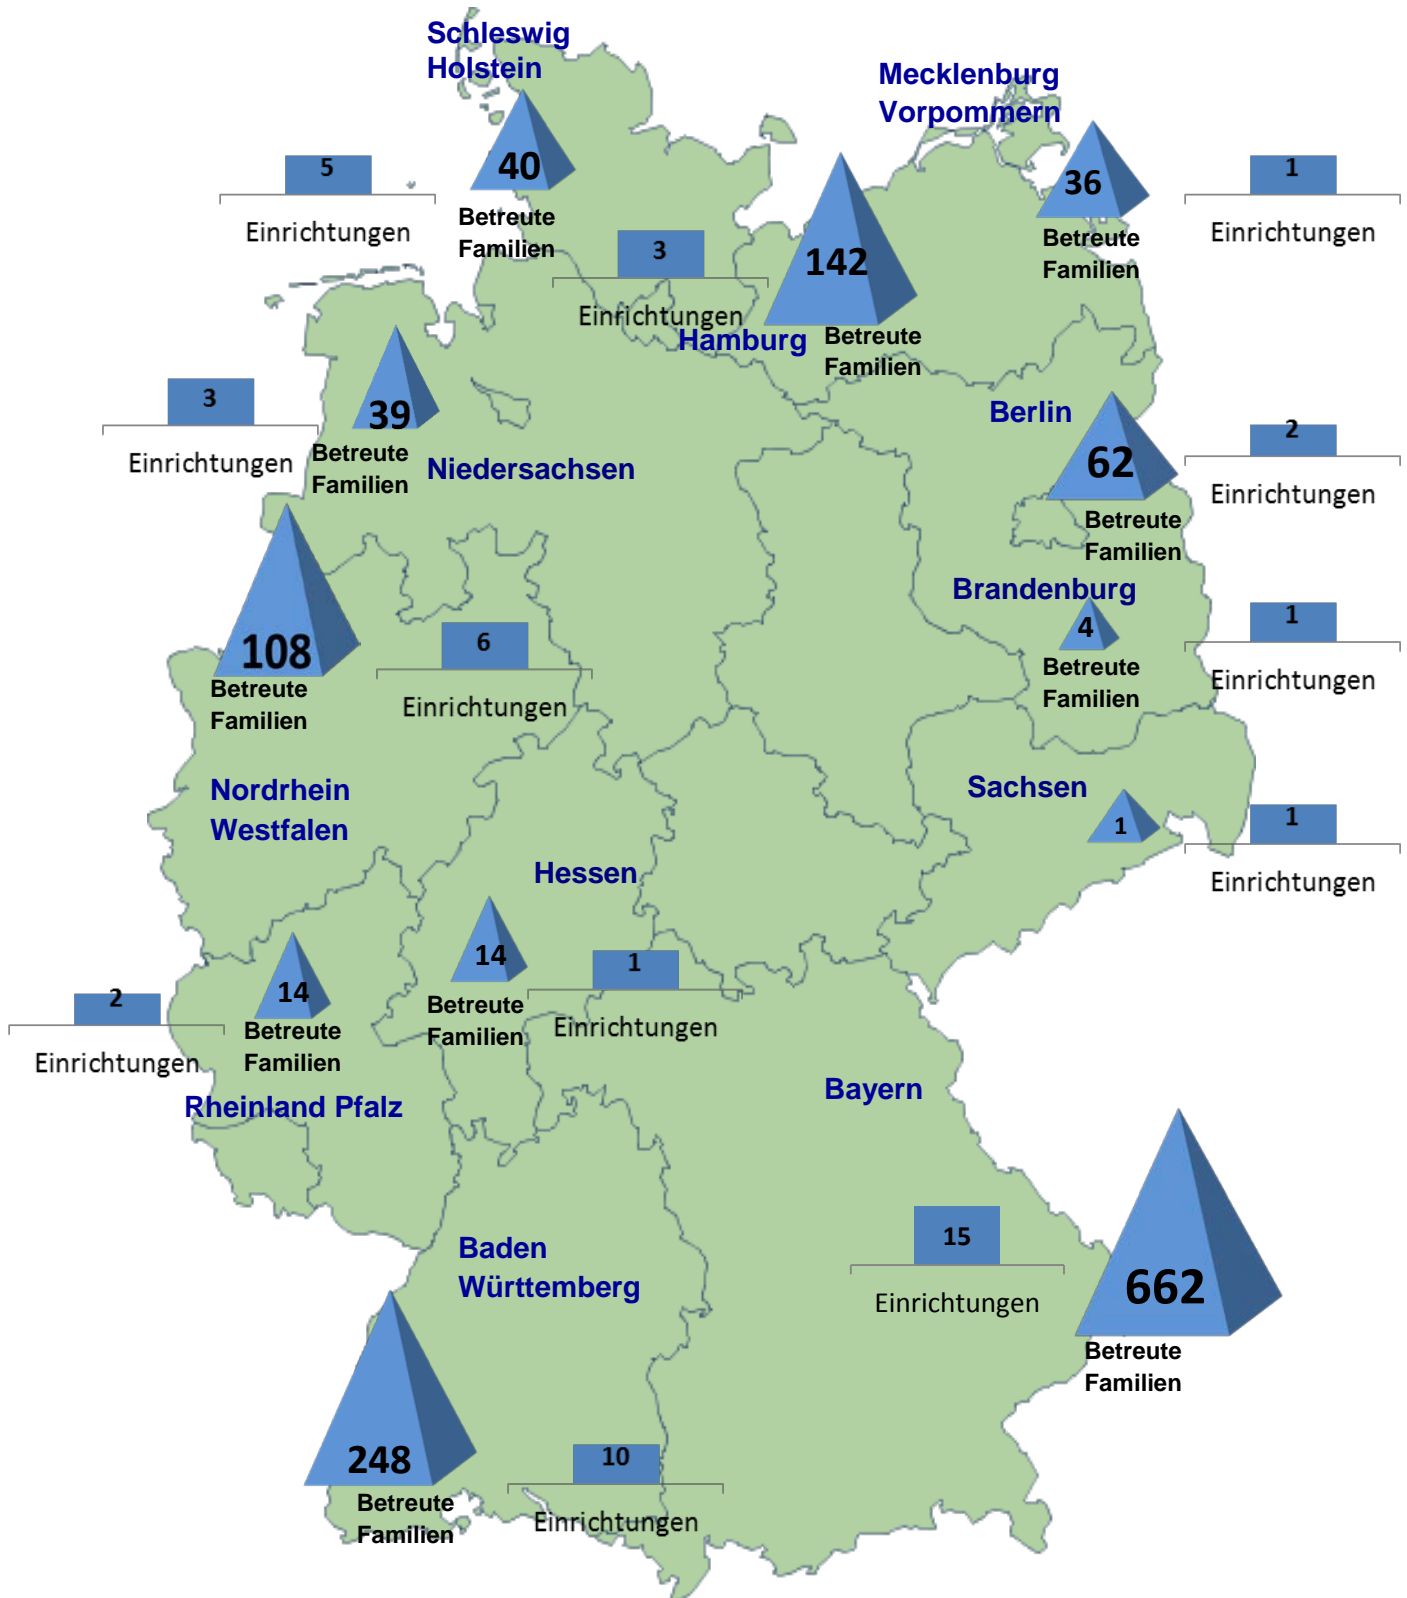 Schleswig
Holstein
40
Betreute
Familien
5
Einrichtungen
Mecklenburg
Vorpommern
36
Betreute
Familien
1
Einrichtungen
3
Einrichtungen
Hamburg
142
Betreute
Familien
39
Betreute
Familien
3
Einrichtungen
Niedersachsen
Berlin
62
Betreute
Familien
2
Einrichtungen
108
Betreute
Familien
6
Einrichtungen
Nordrhein
Westfalen
Brandenburg
4
Betreute
Familien
1
Einrichtungen
Sachsen
1
1
Einrichtungen
Hessen
14
Betreute
Familien
1
Einrichtungen
14
Betreute
Familien
2
Einrichtungen
Rheinland Pfalz
Bayern
15
Einrichtungen
662
Betreute
Familien
Baden
Württemberg
248
Betreute
Familien
10
Einrichtungen